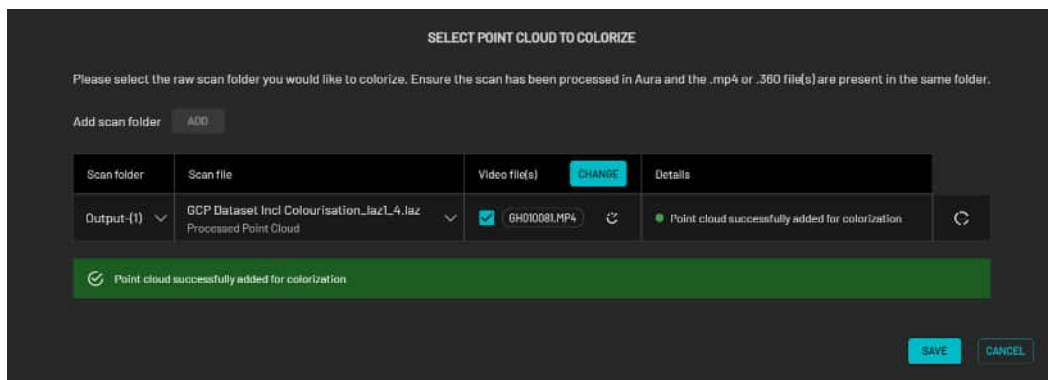 SELECT POINT CLOUD TO COLORIZE
Please select the raw scan folder you would like to colorize. Ensure the scan has been processed in Aura and the .mp4 or .360 file(s) are present in the same folder.
Add scan folder ADD
Scan folder Scan file Video file(s) CHANGE Details
Output-(1) GCP Dataset Incl Colourisation_laz1_4.laz GH010081.MP4 Point cloud successfully added for colorization
Processed Point Cloud
Point cloud successfully added for colorization
SAVE CANCEL